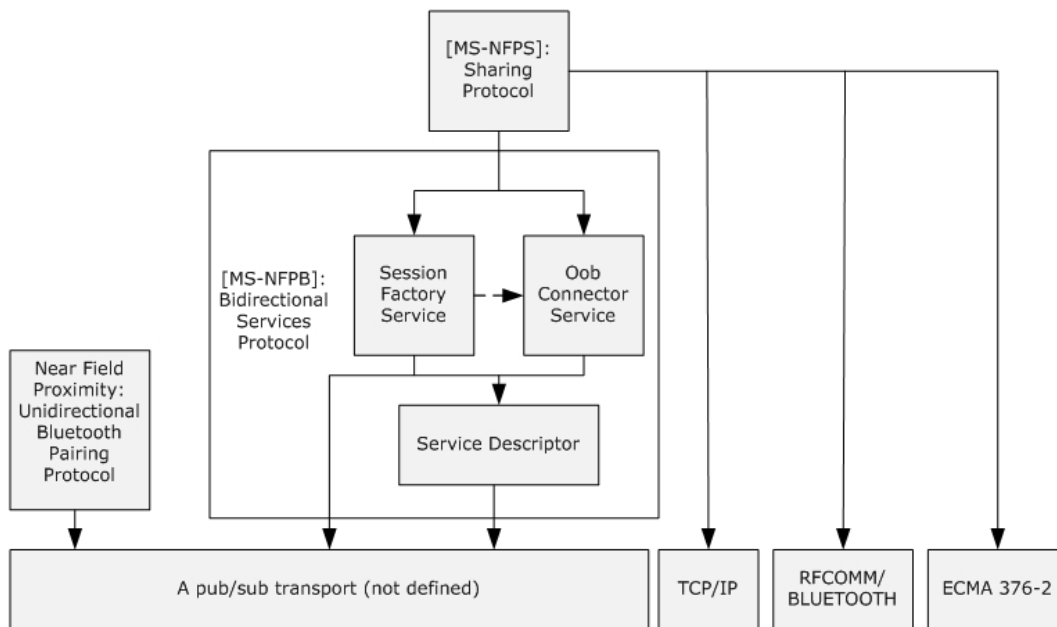 [MS-NFPS]:
Sharing
Protocol
[MS-NFPB]:
Bidirectional
Services
Protocol
Session
Factory
Service
Oob
Connector
Service
Near Field
Proximity:
Unidirectional
Bluetooth
Pairing
Protocol
Service Descriptor
A pub/sub transport (not defined)
TCP/IP
RFCOMM/
BLUETOOTH
ECMA 376-2